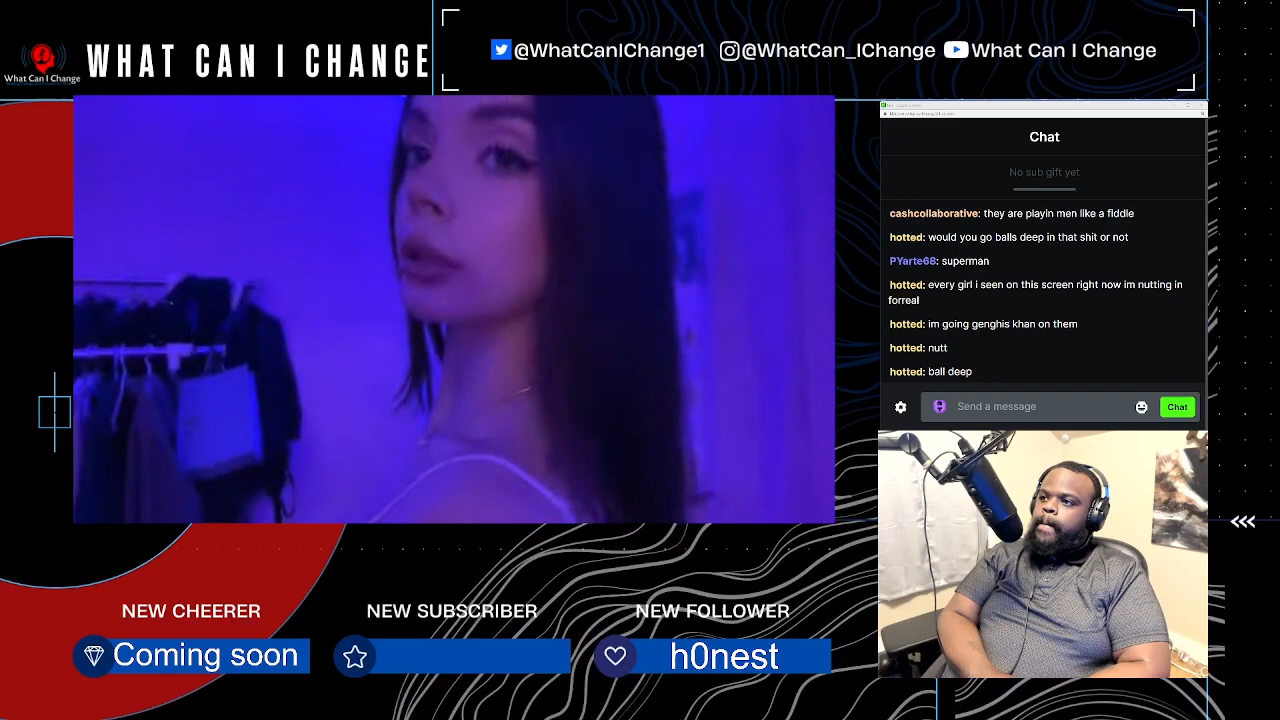 What Can I Change
WHAT CAN I CHANGE
@WhatCanIChange1 @WhatCan_IChange What Can I Change
Chat
No sub gift yet
cashcollaborative: they are playin men like a fiddle
hotted: would you go balls deep in that shit or not
PYarte68: superman
hotted: every girl i seen on this screen right now im nutting in
forreal
hotted: im going genghis khan on them
hotted: nutt
hotted: ball deep
Send a message
Chat
NEW CHEERER
NEW SUBSCRIBER
NEW FOLLOWER
Coming soon
h0nest